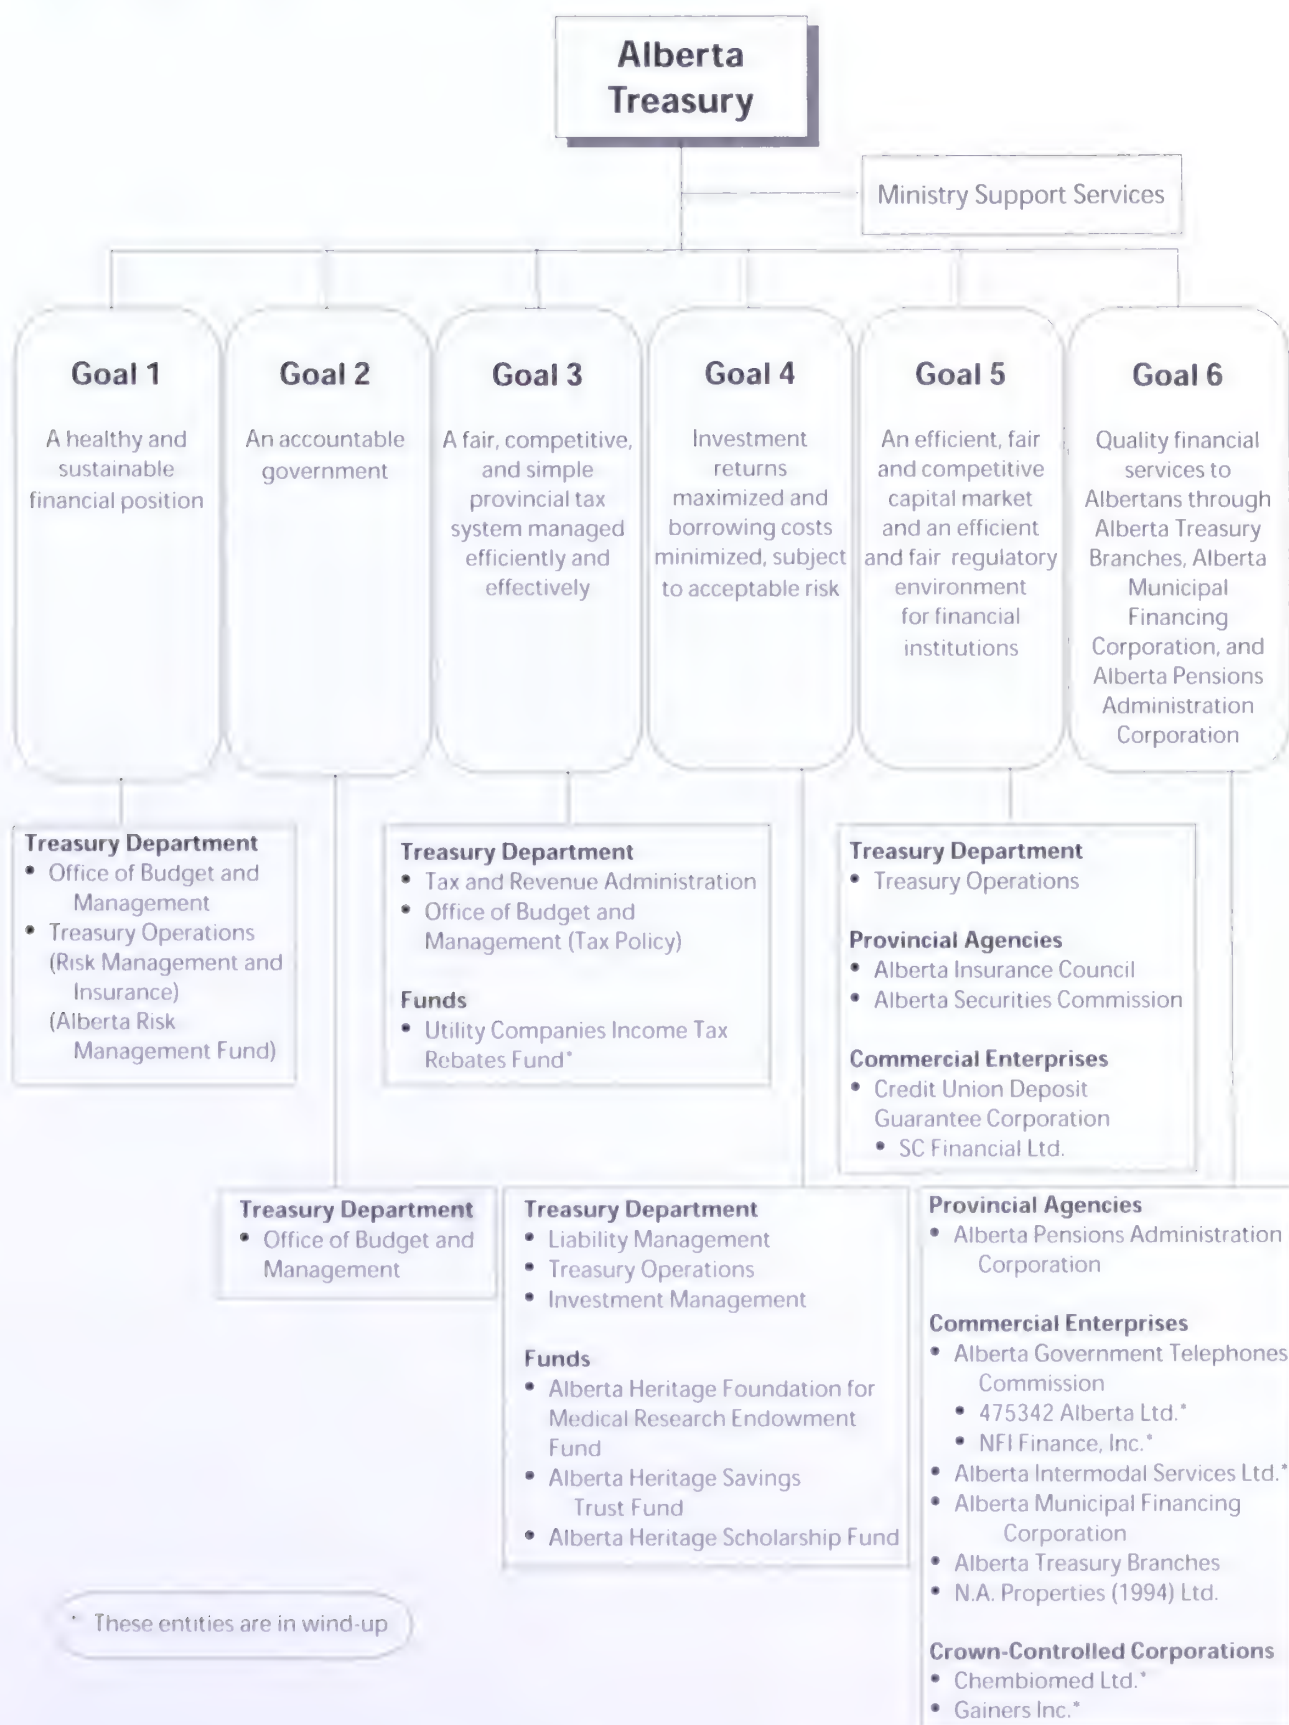 Alberta
Treasury
Ministry Support Services
Goal 1
A healthy and
sustainable
financial position
Goal 2
An accountable
government
Goal 3
A fair, competitive,
and simple
provincial tax
system managed
efficiently and
effectively
Goal 4
Investment
returns
maximized and
borrowing costs
minimized, subject
to acceptable risk
Goal 5
An efficient, fair
and competitive
capital market
and an efficient
and fair regulatory
environment
for financial
institutions
Goal 6
Quality financial
services to
Albertans through
Alberta Treasury
Branches, Alberta
Municipal
Financing
Corporation, and
Alberta Pensions
Administration
Corporation
Treasury Department
• Office of Budget and
Management
• Treasury Operations
(Risk Management and
Insurance)
(Alberta Risk
Management Fund)
Treasury Department
• Tax and Revenue Administration
• Office of Budget and
Management (Tax Policy)
Funds
• Utility Companies Income Tax
Rebates Fund*
Treasury Department
• Treasury Operations
Provincial Agencies
• Alberta Insurance Council
• Alberta Securities Commission
Commercial Enterprises
• Credit Union Deposit
Guarantee Corporation
• SC Financial Ltd.
Treasury Department
• Office of Budget and
Management
Treasury Department
• Liability Management
• Treasury Operations
• Investment Management
Funds
• Alberta Heritage Foundation for
Medical Research Endowment
Fund
• Alberta Heritage Savings
Trust Fund
• Alberta Heritage Scholarship Fund
Provincial Agencies
• Alberta Pensions Administration
Corporation
Commercial Enterprises
• Alberta Government Telephones
Commission
• 475342 Alberta Ltd.*
• NFI Finance, Inc.*
• Alberta Intermodal Services Ltd.*
• Alberta Municipal Financing
Corporation
• Alberta Treasury Branches
• N.A. Properties (1994) Ltd.
Crown-Controlled Corporations
• Chembiomed Ltd.*
• Gainers Inc.*
* These entities are in wind-up